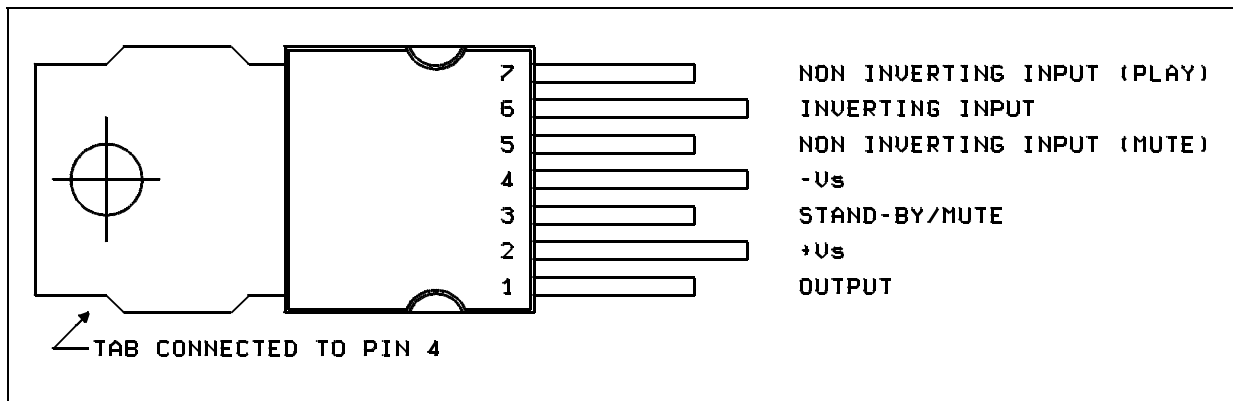 7 NON INVERTING INPUT (PLAY)
6 INVERTING INPUT
5 NON INVERTING INPUT (MUTE)
4 -Vs
3 STAND-BY/MUTE
2 +Vs
1 OUTPUT
TAB CONNECTED TO PIN 4